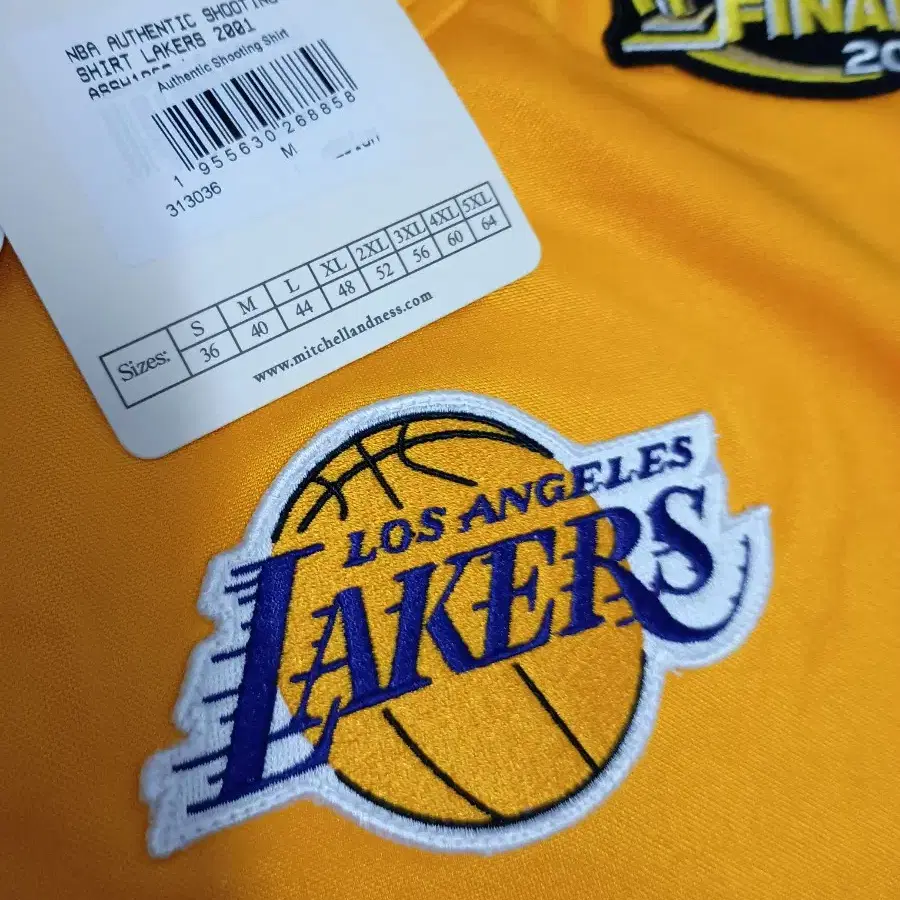 NBA AUTHENTIC SHOOTING
SHIRT LAKERS 2001
Authentic Shooting Shirt
1 95563026885 8
M
313036
Sizes: S M L XL 2XL 3XL 4XL 5XL
36 40 44 48 52 56 60 64
www.mitchellandness.com
FINA
20
LOS ANGELES
LAKERS